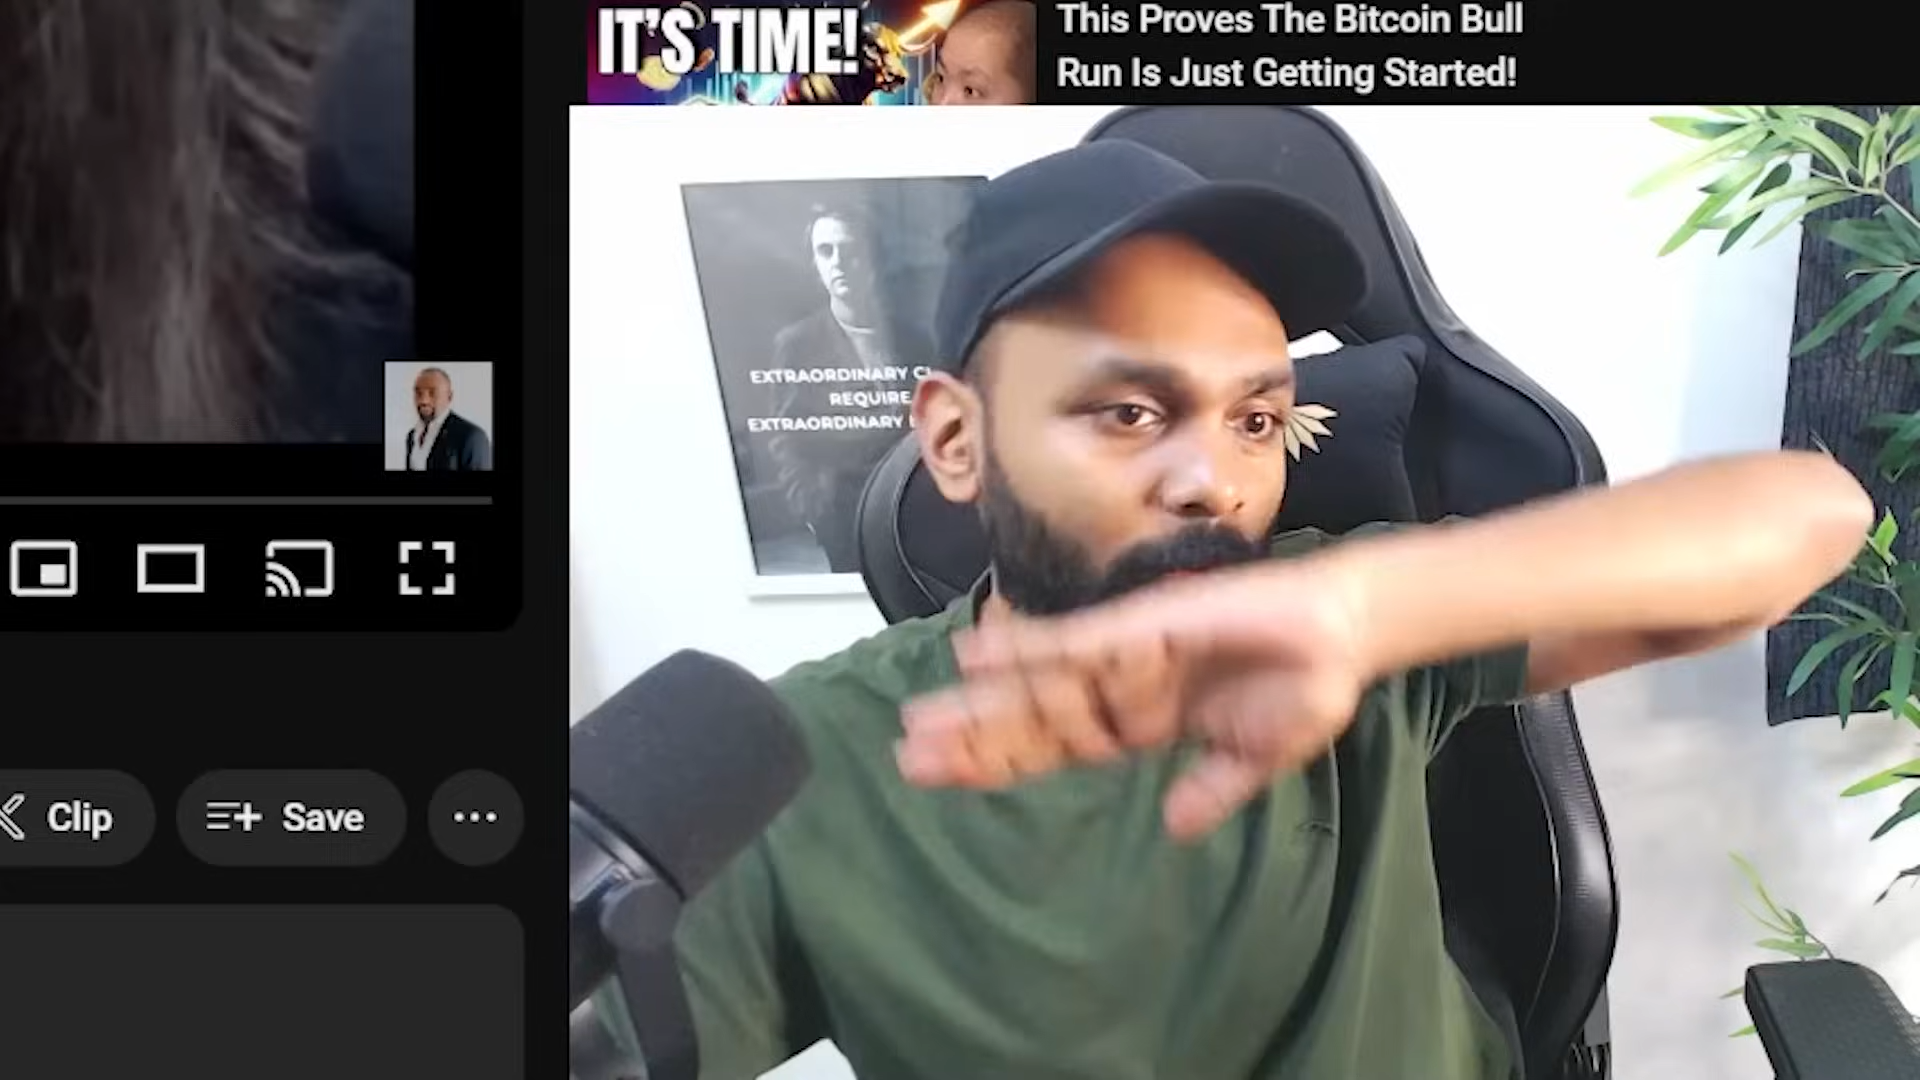 IT'S TIME!
This Proves The Bitcoin Bull
Run Is Just Getting Started!
EXTRAORDINARY
REQUIRE
EXTRAORDINARY
Clip
Save